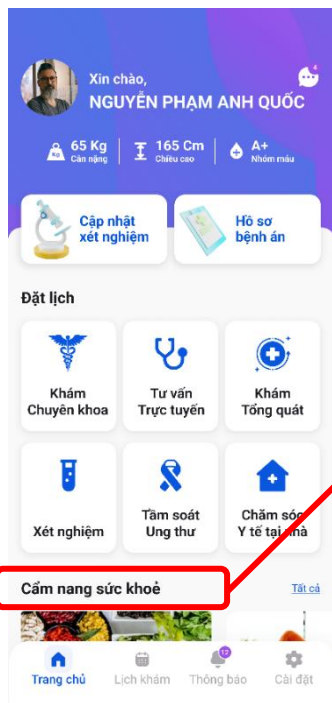 4
Xin chào,
NGUYỄN PHẠM ANH QUỐC
Kg
65 Kg
Cân nặng
165 Cm
Chiều cao
A+
Nhóm máu
Cập nhật
xét nghiệm
Hồ sơ
bệnh án
Đặt lịch
Khám
Chuyên khoa
Tư vấn
Trực tuyến
Khám
Tổng quát
Xét nghiệm
Tầm soát
Ung thư
Chăm sóc
Y tế tại nhà
Cẩm nang sức khoẻ
Tất cả
12
Trang chủ
Lịch khám
Thông báo
Cài đặt